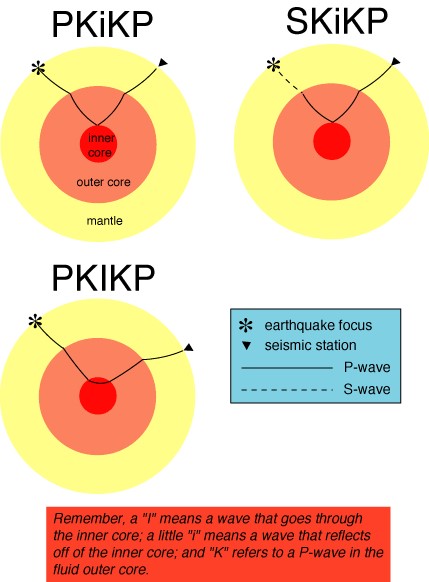 PKiKP
SKiKP
inner
core
outer core
mantle
PKIKP
earthquake focus
seismic station
P-wave
S-wave
Remember, a "I" means a wave that goes through
the inner core; a little "i" means a wave that reflects
off of the inner core; and "K" refers to a P-wave in the
fluid outer core.